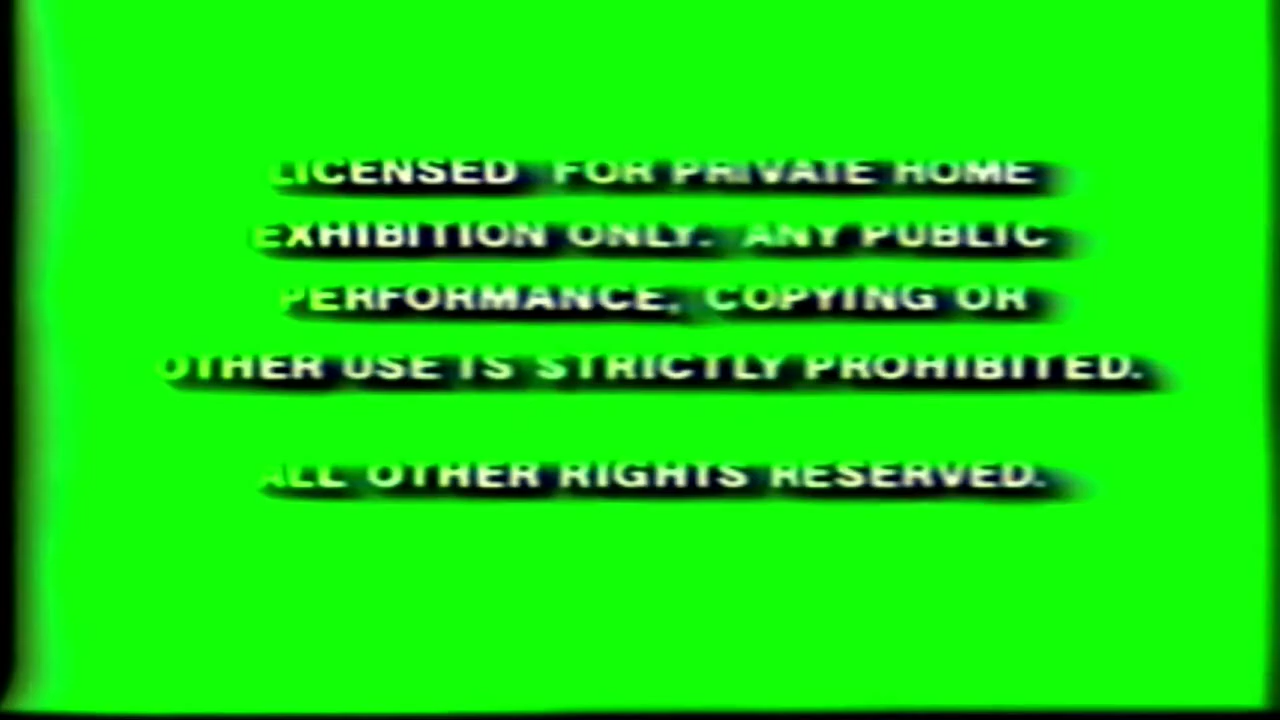 LICENSED FOR PRIVATE HOME
EXHIBITION ONLY. ANY PUBLIC
PERFORMANCE, COPYING OR
OTHER USE IS STRICTLY PROHIBITED.
ALL OTHER RIGHTS RESERVED.